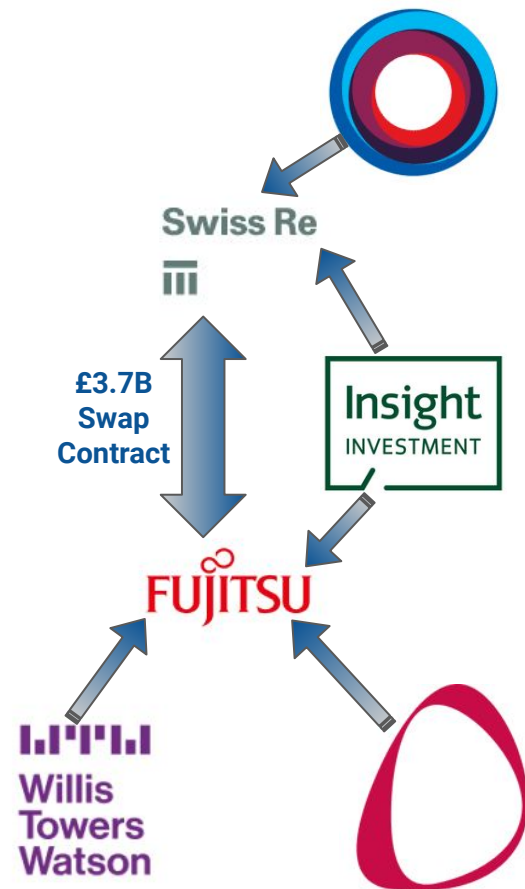 Swiss Re
£3.7B
Swap
Contract
Insight
INVESTMENT
FUJITSU
Willis
Towers
Watson